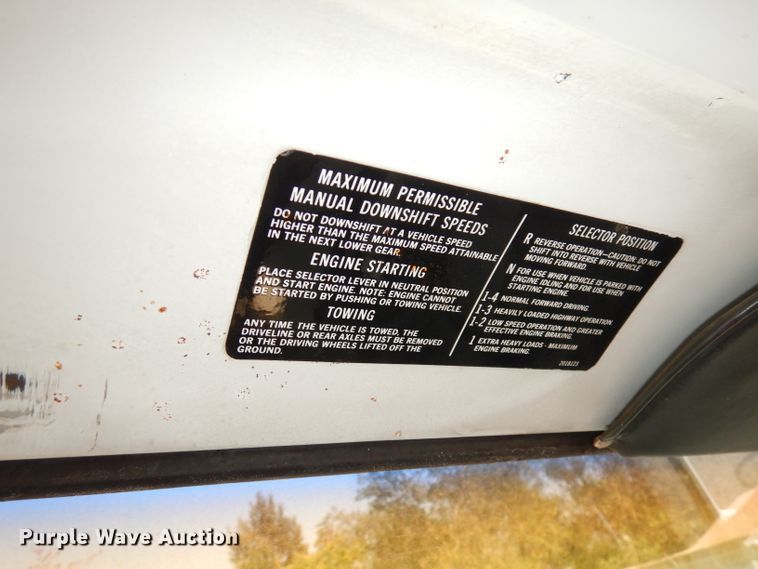 MAXIMUM PERMISSIBLE
MANUAL DOWNSHIFT SPEEDS
DO NOT DOWNSHIFT AT A VEHICLE SPEED
HIGHER THAN THE MAXIMUM SPEED ATTAINABLE
IN THE NEXT LOWER GEAR.
ENGINE STARTING
PLACE SELECTOR LEVER IN NEUTRAL POSITION
AND START ENGINE. NOTE: ENGINE CANNOT
BE STARTED BY PUSHING OR TOWING VEHICLE.
TOWING
ANY TIME THE VEHICLE IS TOWED, THE
DRIVELINE OR REAR AXLES MUST BE REMOVED
OR THE DRIVING WHEELS LIFTED OFF THE
GROUND.
SELECTOR POSITION
R REVERSE OPERATION-CAUTION: DO NOT
SHIFT INTO REVERSE WITH VEHICLE
MOVING FORWARD.
N FOR USE WHEN VEHICLE IS PARKED WITH
ENGINE IDLING AND FOR USE WHEN
STARTING ENGINE.
1-4 NORMAL FORWARD DRIVING.
1-3 HEAVILY LOADED HIGHWAY OPERATION
1-2 LOW SPEED OPERATION AND GREATER
EFFECTIVE ENGINE BRAKING.
1 EXTRA HEAVY LOADS - MAXIMUM
ENGINE BRAKING.
2018123
Purple Wave Auction